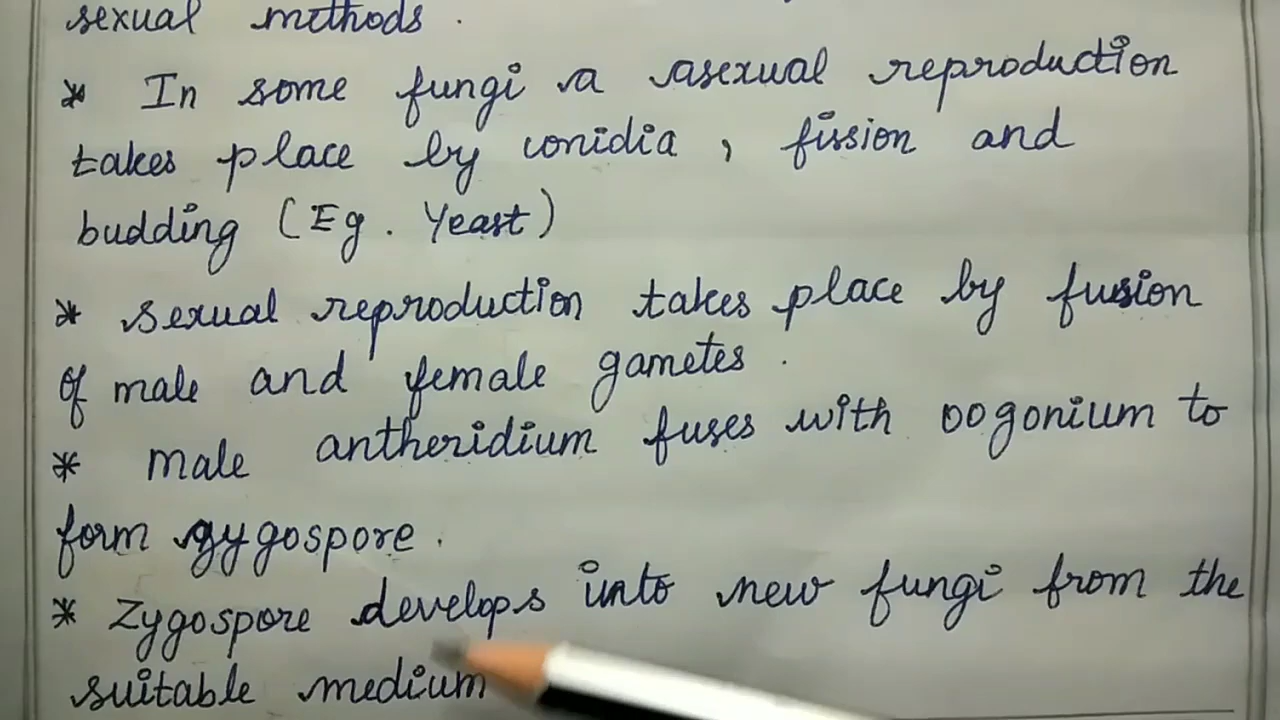 sexual methods.
* In some fungi a asexual reproduction
takes place by conidia, fission and
budding (Eg. Yeast)
* sexual reproduction takes place by fusion
of male and female gametes.
* male antheridium fuses with oogonium to
form zygospore.
* Zygospore develops into new fungi from the
suitable medium